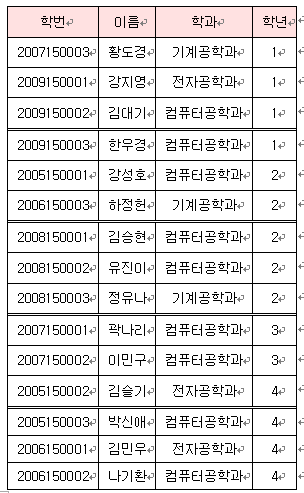 학번 이름 학과 학년
2007150003 황도경 기계공학과 1
2009150001 강지영 전자공학과 1
2009150002 김대기 컴퓨터공학과 1
2009150003 한우경 컴퓨터공학과 1
2005150001 강성호 컴퓨터공학과 2
2006150003 하정헌 기계공학과 2
2008150001 김승현 컴퓨터공학과 2
2008150002 유진이 컴퓨터공학과 2
2008150003 정유나 기계공학과 2
2007150001 곽나리 컴퓨터공학과 3
2007150002 이민구 컴퓨터공학과 3
2005150002 김슬기 전자공학과 4
2005150003 박신애 컴퓨터공학과 4
2006150001 김민우 전자공학과 4
2006150002 나기환 컴퓨터공학과 4